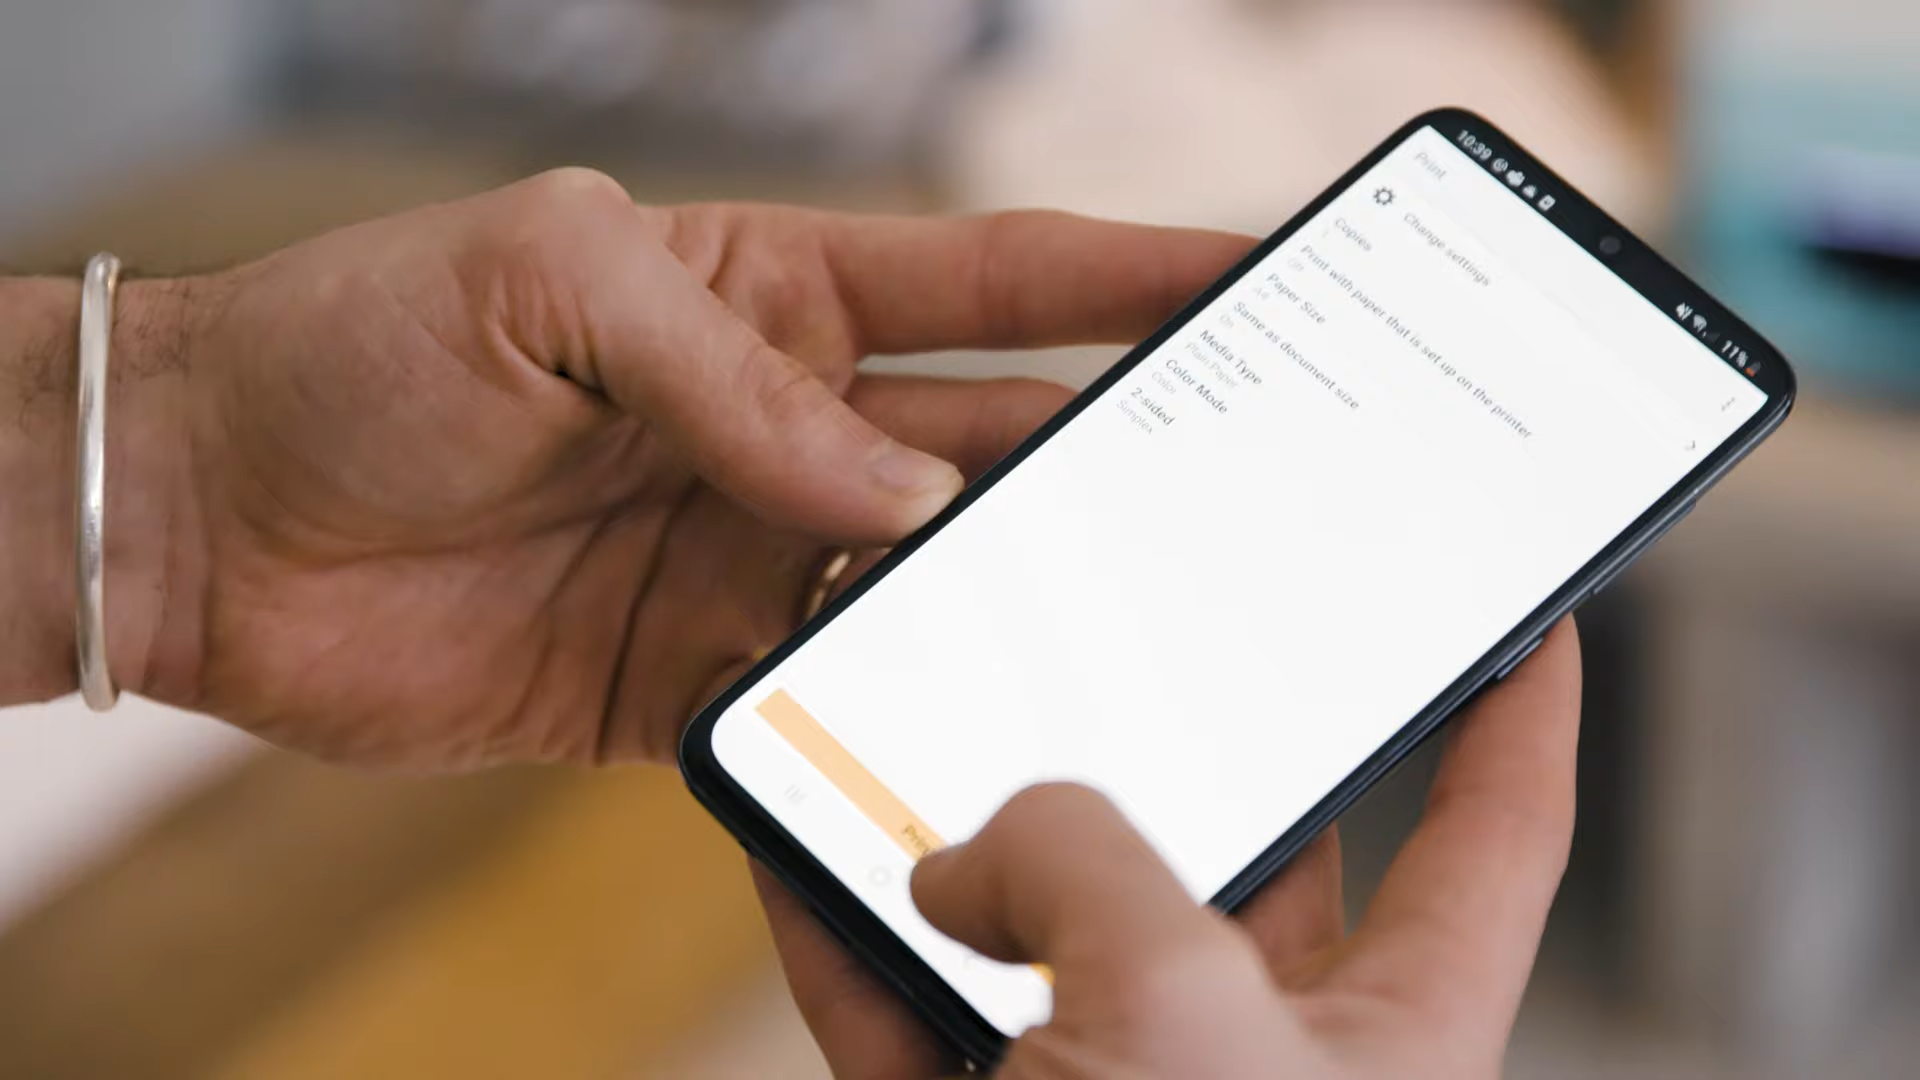 10:39
11%
Print
Change settings
Copies
1
Print with paper that is set up on the printer
Off
Paper Size
A4
Same as document size
On
Media Type
Plain Paper
Color Mode
Color
2-sided
Simplex
Print